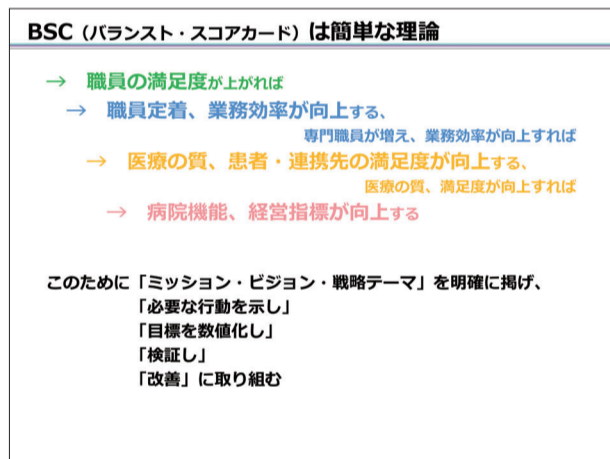 BSC（バランスト・スコアカード）は簡単な理論
→ 職員の満足度が上がれば
→ 職員定着、業務効率が向上する、
専門職員が増え、業務効率が向上すれば
→ 医療の質、患者・連携先の満足度が向上する、
医療の質、満足度が向上すれば
→ 病院機能、経営指標が向上する
このために「ミッション・ビジョン・戦略テーマ」を明確に掲げ、
「必要な行動を示し」
「目標を数値化し」
「検証し」
「改善」に取り組む